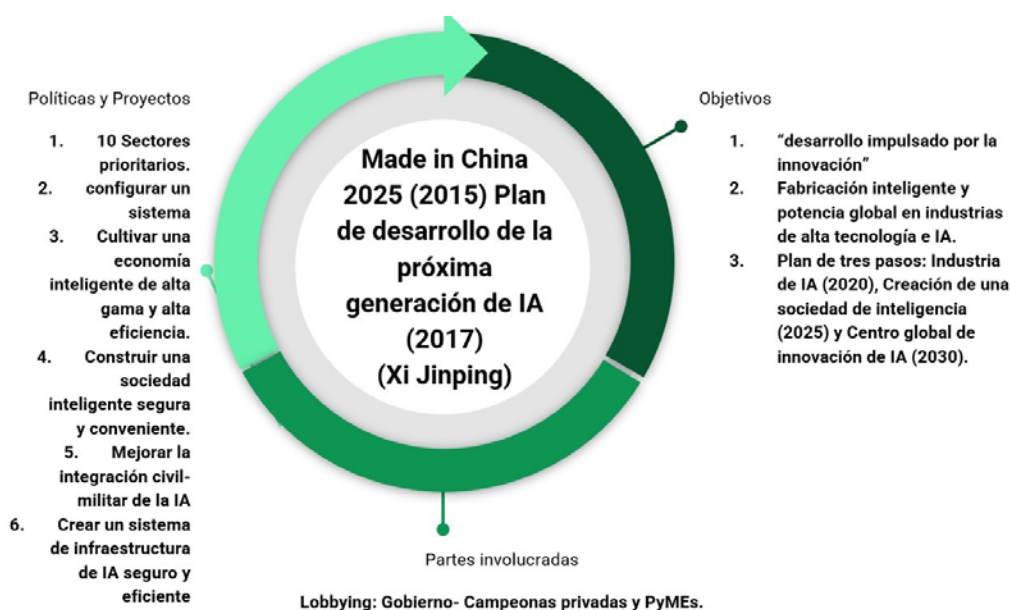 Políticas y Proyectos
1. 10 Sectores
prioritarios.
2. configurar un
sistema
3. Cultivar una
economía
inteligente de alta
gama y alta
eficiencia.
4. Construir una
sociedad
inteligente segura
y conveniente.
5. Mejorar la
integración civil-
militar de la IA
6. Crear un sistema
de infraestructura
de IA seguro y
eficiente
Made in China
2025 (2015) Plan
de desarrollo de la
próxima
generación de IA
(2017)
(Xi Jinping)
Objetivos
1. “desarrollo impulsado por la
innovación”
2. Fabricación inteligente y
potencia global en industrias
de alta tecnología e IA.
3. Plan de tres pasos: Industria
de IA (2020), Creación de una
sociedad de inteligencia
(2025) y Centro global de
innovación de IA (2030).
Partes involucradas
Lobbying: Gobierno- Campeonas privadas y PyMEs.